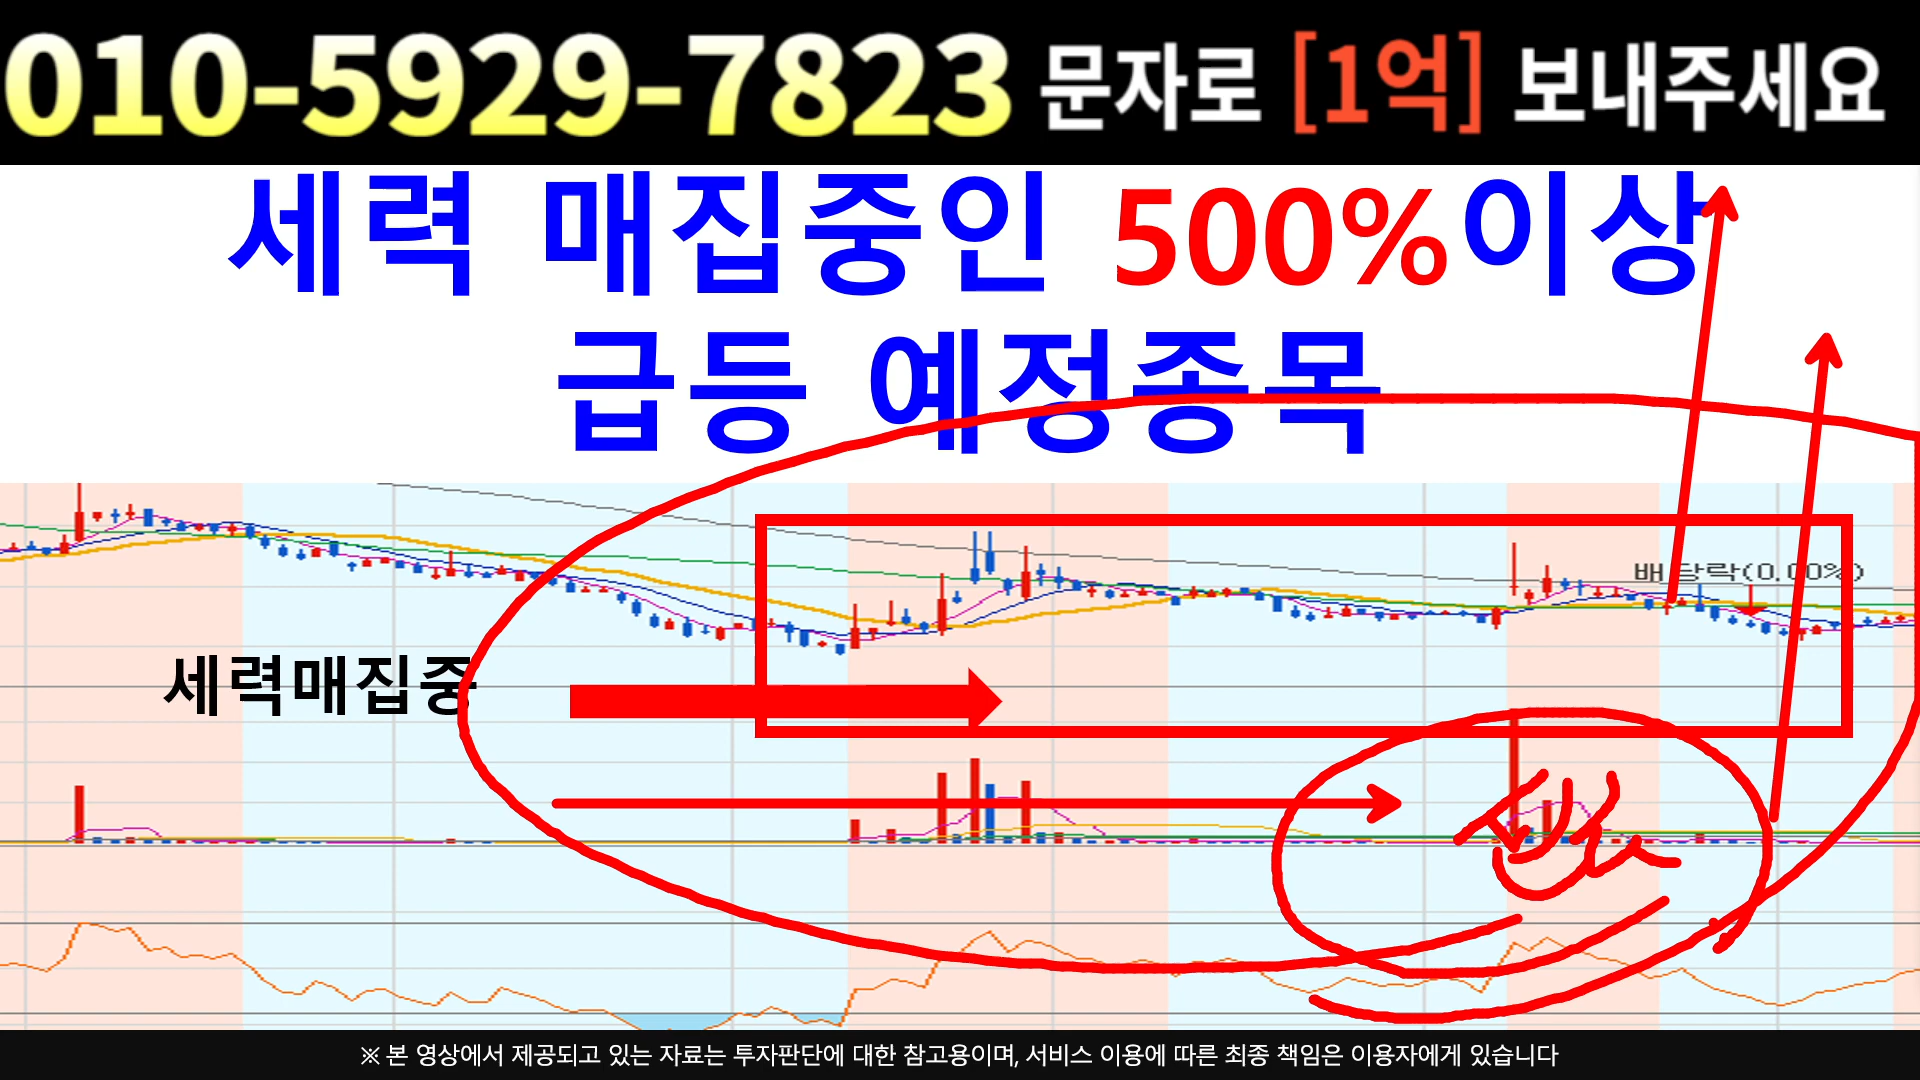 010-5929-7823 문자로 [1억] 보내주세요
세력 매집중인 500%이상
급등 예정종목
배당락(0.00%)
세력매집중
※ 본 영상에서 제공되고 있는 자료는 투자판단에 대한 참고용이며, 서비스 이용에 따른 최종 책임은 이용자에게 있습니다